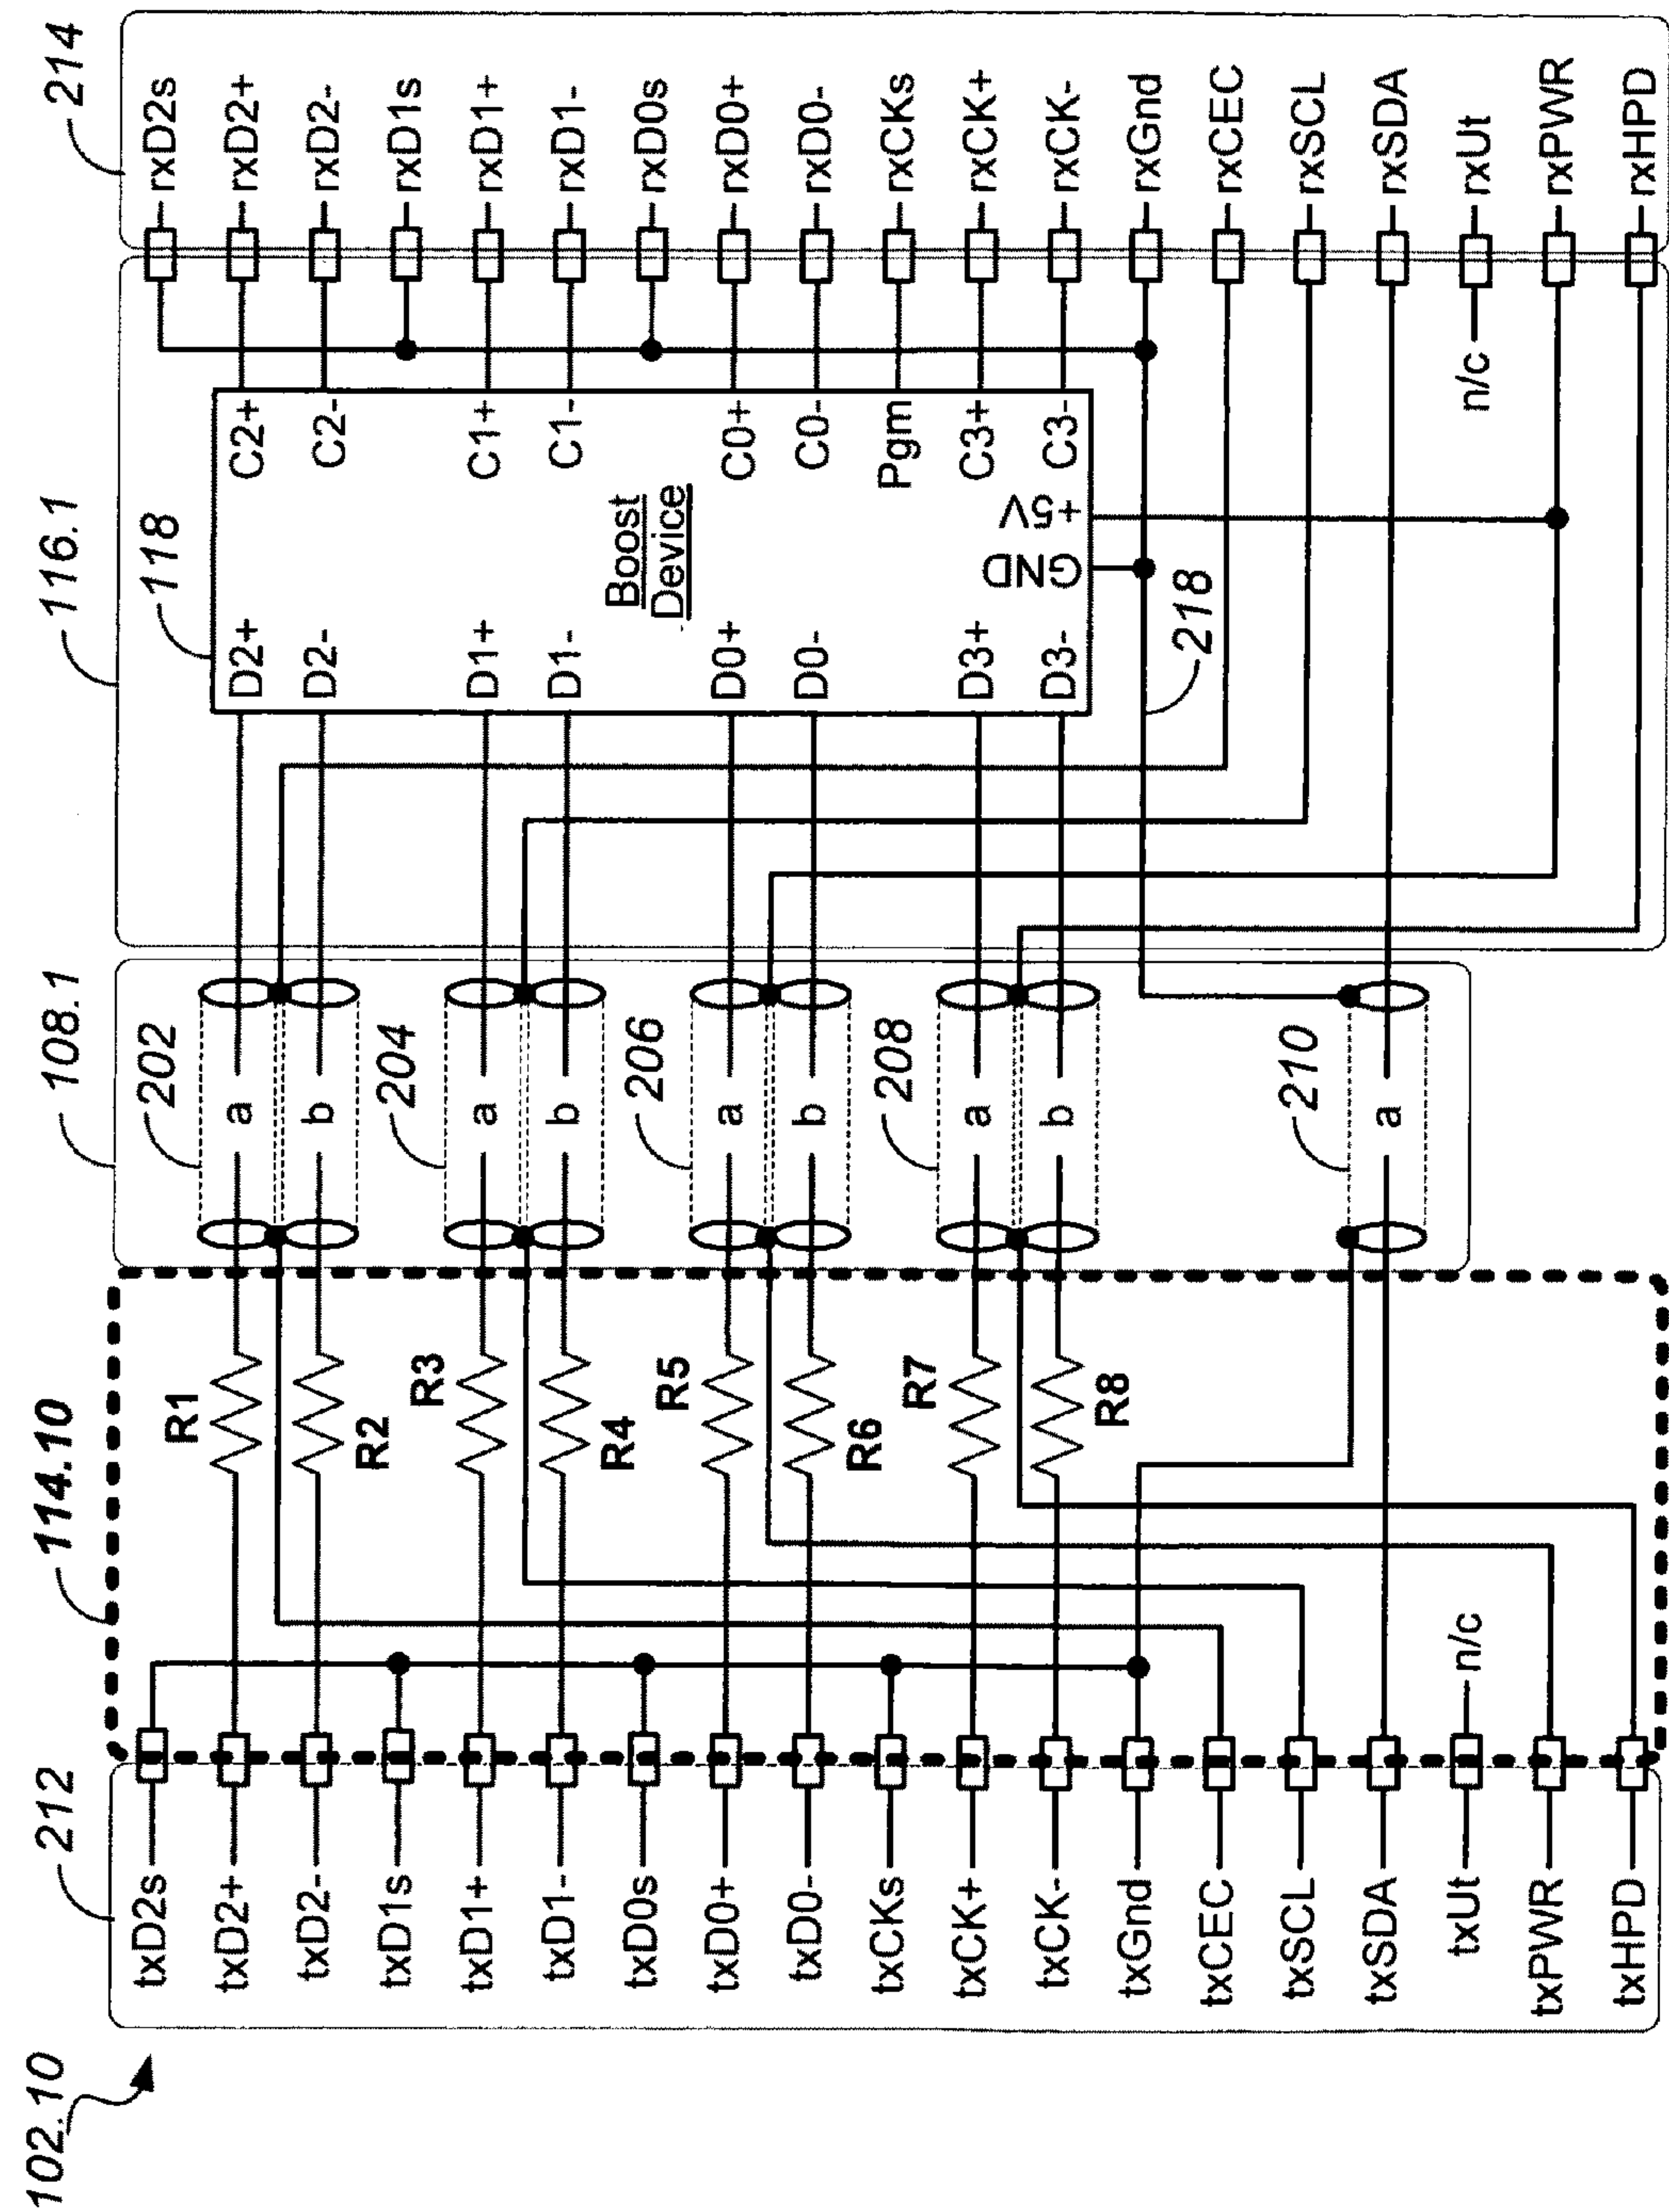 102.10
212
114.10
108.1
116.1
214
txD2s
txD2+
txD2-
txD1s
txD1+
txD1-
txD0s
txD0+
txD0-
txCKs
txCK+
txCK-
txGnd
txCEC
txSCL
txSDA
txUt
n/c
txPWR
txHPD
R1
R2
R3
R4
R5
R6
R7
R8
202
a
b
204
a
b
206
a
b
208
a
b
210
a
118
D2+
D2-
D1+
D1-
D0+
D0-
D3+
D3-
Boost
Device
GND
+5V
C2+
C2-
C1+
C1-
C0+
C0-
Pgm
C3+
C3-
218
n/c
rxD2s
rxD2+
rxD2-
rxD1s
rxD1+
rxD1-
rxD0s
rxD0+
rxD0-
rxCKs
rxCK+
rxCK-
rxGnd
rxCEC
rxSCL
rxSDA
rxUt
rxPWR
rxHPD